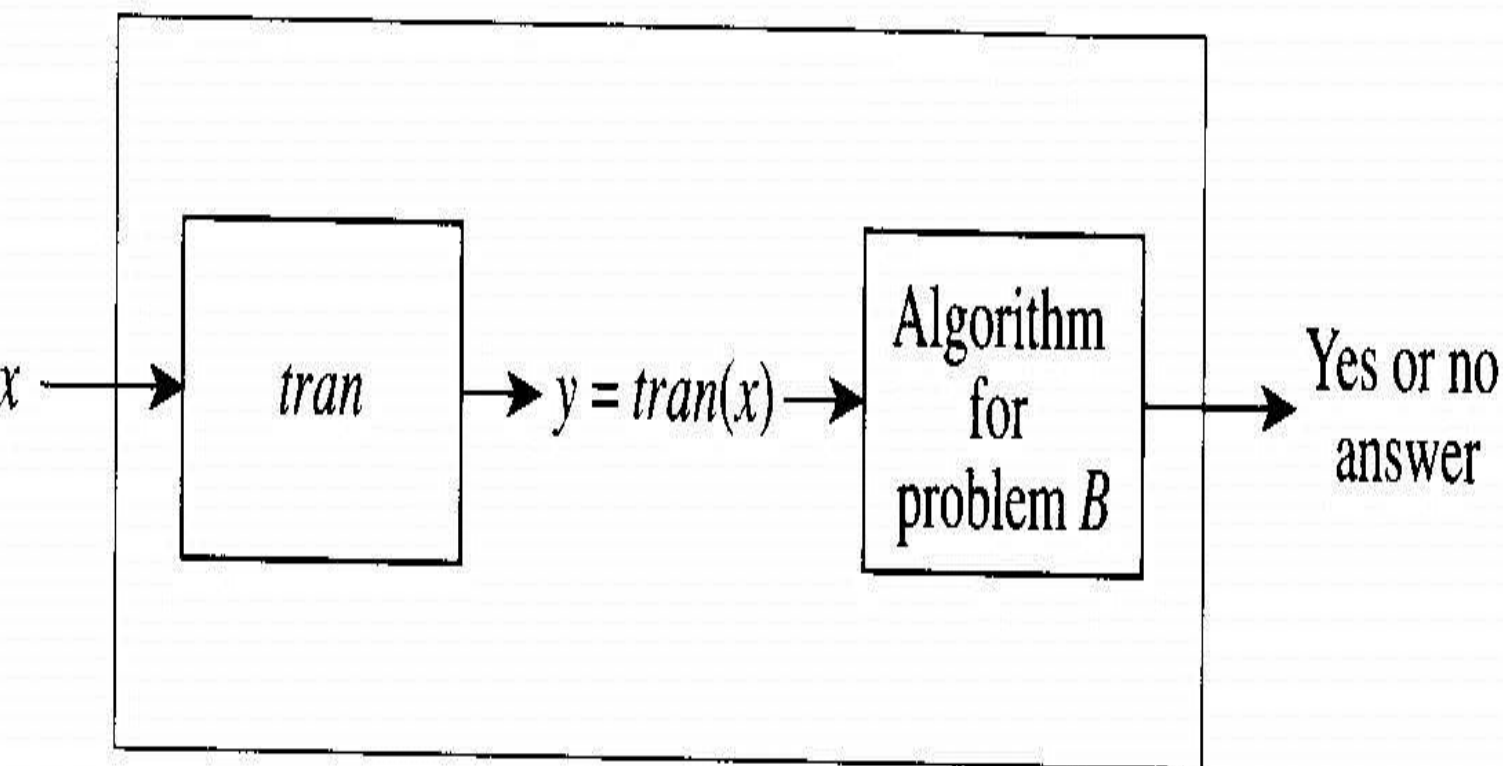 x
tran
y = tran(x)
Algorithm
for
problem B
Yes or no
answer